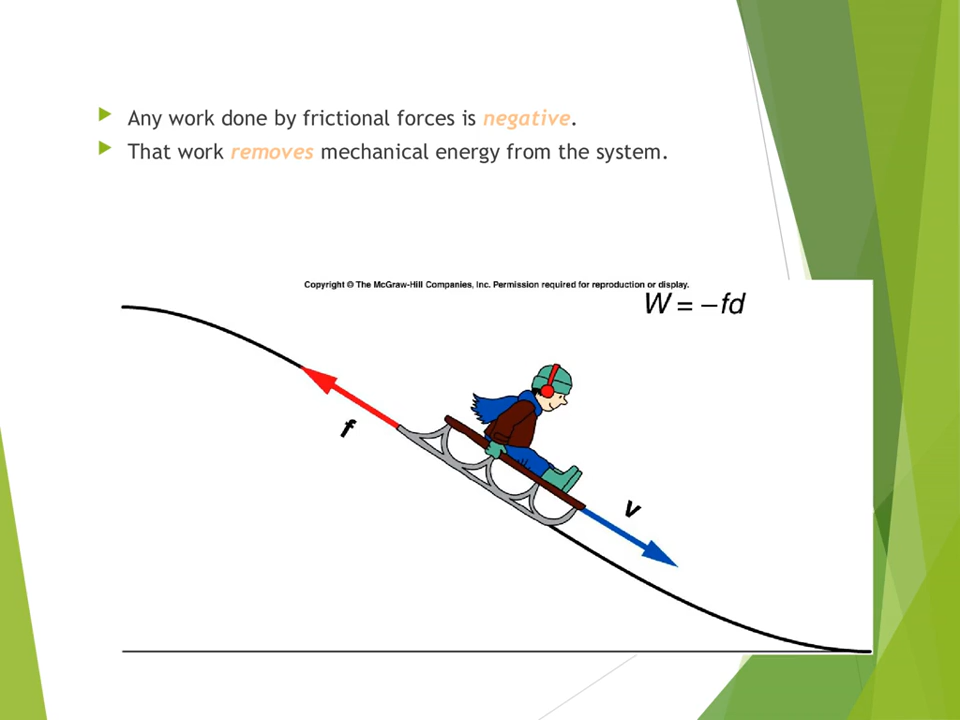 Any work done by frictional forces is negative.
That work removes mechanical energy from the system.
Copyright © The McGraw-Hill Companies, Inc. Permission required for reproduction or display.
W = –fd
f
v